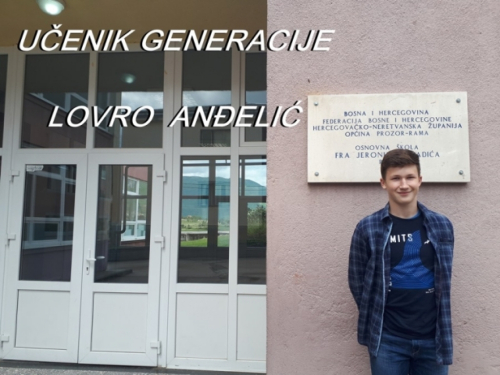 UČENIK GENERACIJE
LOVRO ANĐELIĆ
BOSNA I HERCEGOVINA
FEDERACIJA BOSNE I HERCEGOVINE
HERCEGOVAČKO-NERETVANSKA ŽUPANIJA
OPĆINA PROZOR-RAMA
OSNOVNA ŠKOLA
FRA JERONIMA
MITS